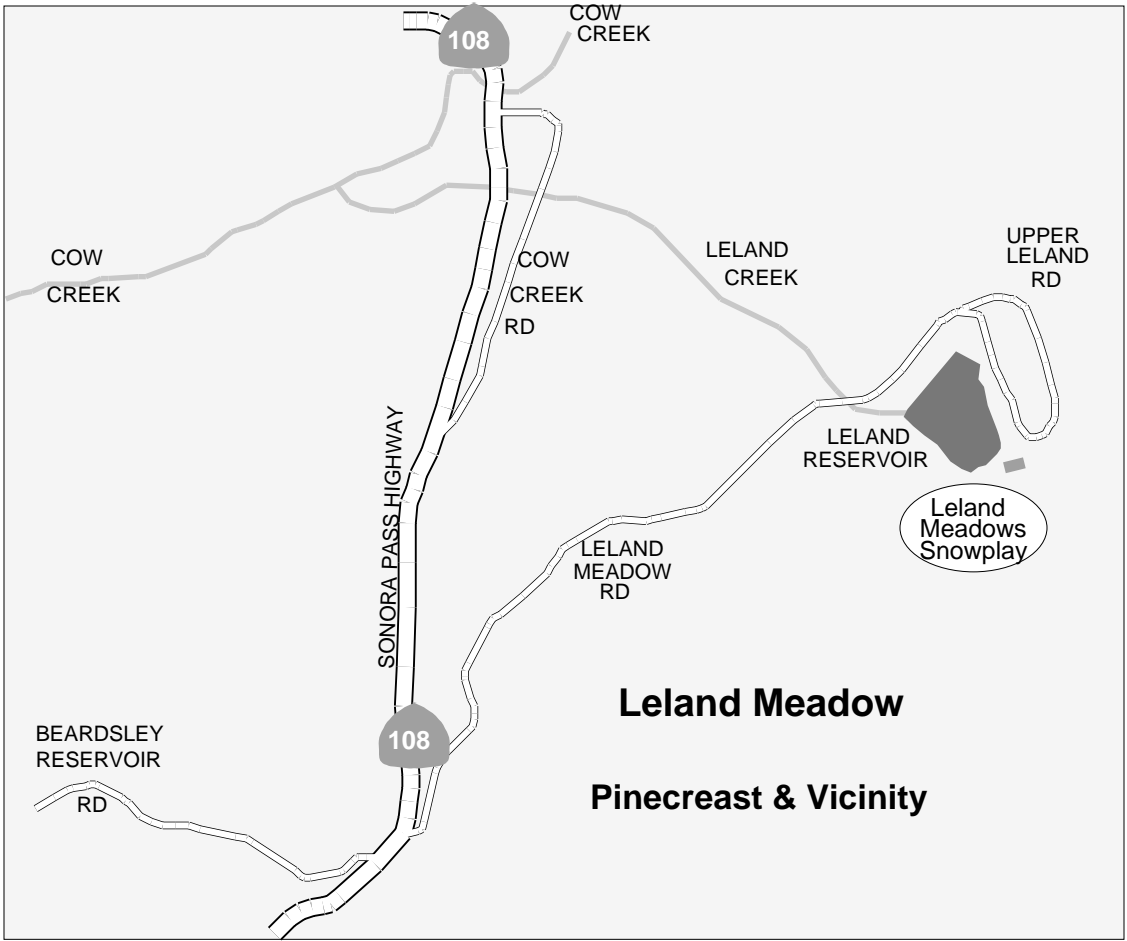 COW
CREEK
108
COW
CREEK
LELAND
CREEK
UPPER
LELAND
RD
COW
CREEK
RD
SONORA PASS HIGHWAY
LELAND
RESERVOIR
Leland
Meadows
Snowplay
LELAND
MEADOW
RD
Leland Meadow
108
BEARDSLEY
RESERVOIR
RD
Pinecreast & Vicinity